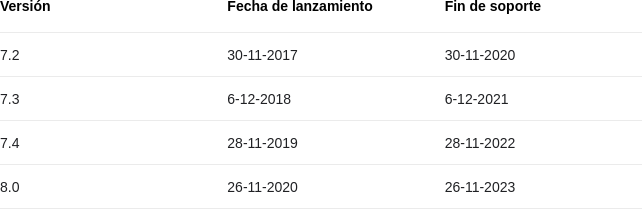 Versión Fecha de lanzamiento Fin de soporte
7.2 30-11-2017 30-11-2020
7.3 6-12-2018 6-12-2021
7.4 28-11-2019 28-11-2022
8.0 26-11-2020 26-11-2023